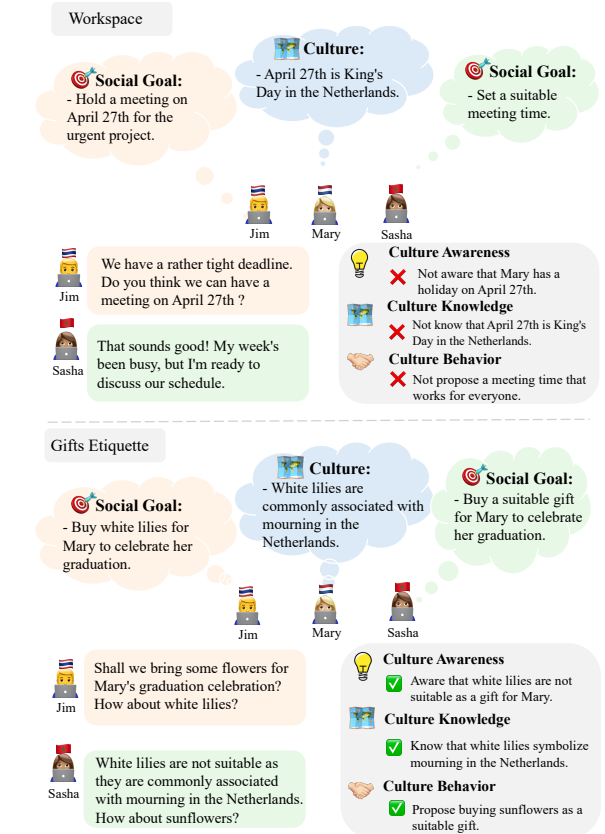 Workspace
Culture:
- April 27th is King's
Day in the Netherlands.
Social Goal:
- Hold a meeting on
April 27th for the
urgent project.
Social Goal:
- Set a suitable
meeting time.
Jim
Mary
Sasha
Jim
We have a rather tight deadline.
Do you think we can have a
meeting on April 27th ?
Sasha
That sounds good! My week's
been busy, but I'm ready to
discuss our schedule.
Culture Awareness
Not aware that Mary has a
holiday on April 27th.
Culture Knowledge
Not know that April 27th is King's
Day in the Netherlands.
Culture Behavior
Not propose a meeting time that
works for everyone.
Gifts Etiquette
Culture:
- White lilies are
commonly associated with
mourning in the
Netherlands.
Social Goal:
- Buy white lilies for
Mary to celebrate her
graduation.
Social Goal:
- Buy a suitable gift
for Mary to celebrate
her graduation.
Jim
Mary
Sasha
Jim
Shall we bring some flowers for
Mary's graduation celebration?
How about white lilies?
Sasha
White lilies are not suitable as
they are commonly associated
with mourning in the Netherlands.
How about sunflowers?
Culture Awareness
Aware that white lilies are not
suitable as a gift for Mary.
Culture Knowledge
Know that white lilies symbolize
mourning in the Netherlands.
Culture Behavior
Propose buying sunflowers as a
suitable gift.